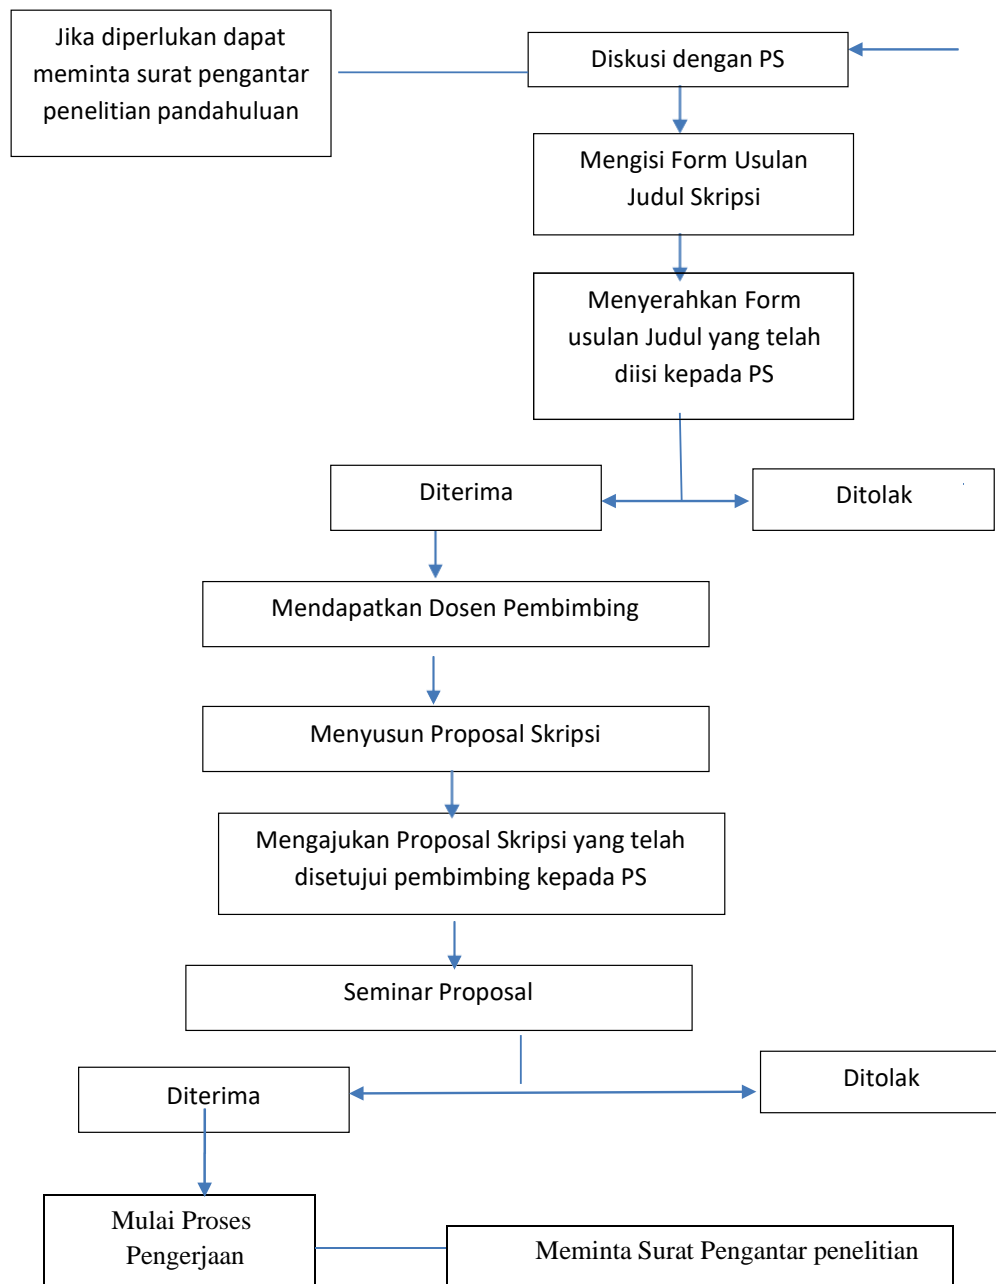 Jika diperlukan dapat
meminta surat pengantar
penelitian pandahuluan
Diskusi dengan PS
Mengisi Form Usulan
Judul Skripsi
Menyerahkan Form
usulan Judul yang telah
diisi kepada PS
Diterima
Ditolak
Mendapatkan Dosen Pembimbing
Menyusun Proposal Skripsi
Mengajukan Proposal Skripsi yang telah
disetujui pembimbing kepada PS
Seminar Proposal
Diterima
Ditolak
Mulai Proses
Pengerjaan
Meminta Surat Pengantar penelitian